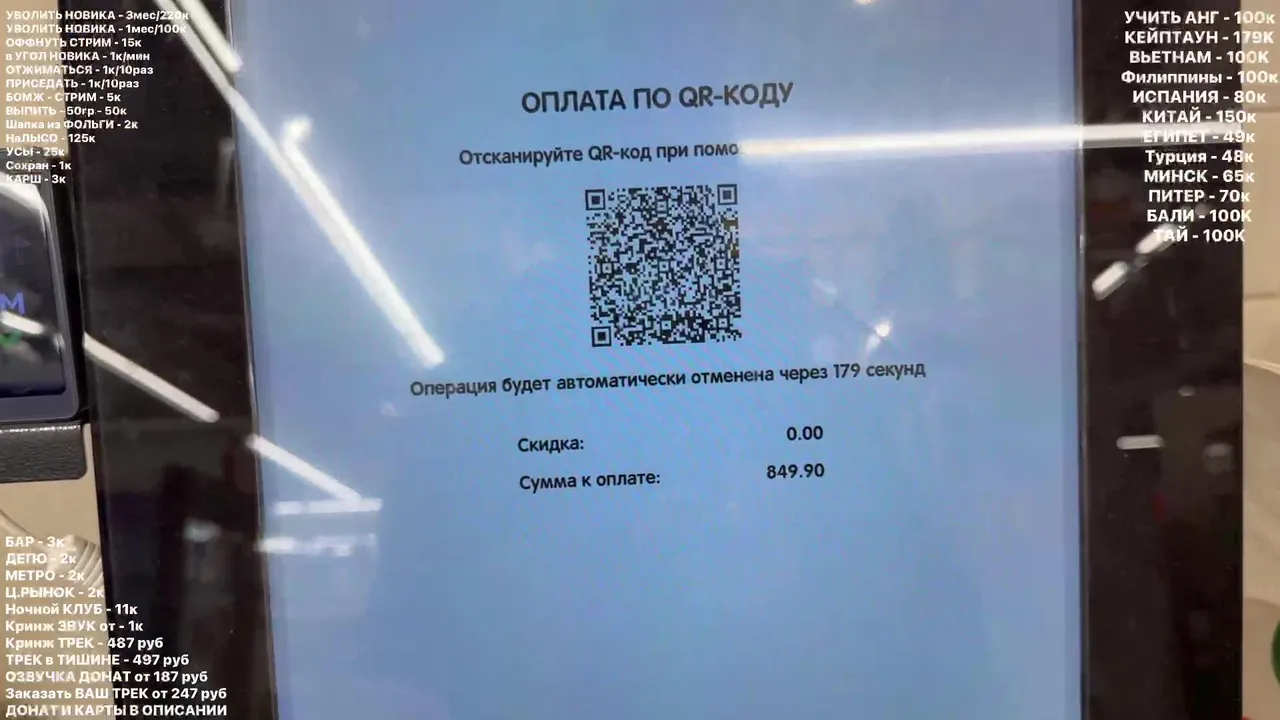 УВОЛИТЬ НОВИКА - 3мес/220к
УВОЛИТЬ НОВИКА - 1мес/100к
ОФФНУТЬ СТРИМ - 15к
в УГОЛ НОВИКА - 1к/мин
ОТЖИМАТЬСЯ - 1к/10раз
ПРИСЕДАТЬ - 1к/10раз
БОМЖ - СТРИМ - 5к
ВЫПИТЬ - 50гр - 50к
Шапка из ФОЛЬГИ - 2к
НаЛЫСО - 125к
УСЫ - 25к
Сохран - 1к
КАРШ - 3к
УЧИТЬ АНГ - 100к
КЕЙПТАУН - 179К
ВЬЕТНАМ - 100К
Филиппины - 100к
ИСПАНИЯ - 80к
КИТАЙ - 150к
ЕГИПЕТ - 49к
Турция - 48к
МИНСК - 65к
ПИТЕР - 70к
БАЛИ - 100К
ТАЙ - 100К
ОПЛАТА ПО QR-КОДУ
Отсканируйте QR-код при помо
Операция будет автоматически отменена через 179 секунд
Скидка: 0.00
Сумма к оплате: 849.90
М
БАР - 3к
ДЕПО - 2к
МЕТРО - 2к
Ц.РЫНОК - 2к
Ночной КЛУБ - 11к
Кринж ЗВУК от - 1к
Кринж ТРЕК - 487 руб
ТРЕК в ТИШИНЕ - 497 руб
ОЗВУЧКА ДОНАТ от 187 руб
Заказать ВАШ ТРЕК от 247 руб
ДОНАТ И КАРТЫ В ОПИСАНИИ